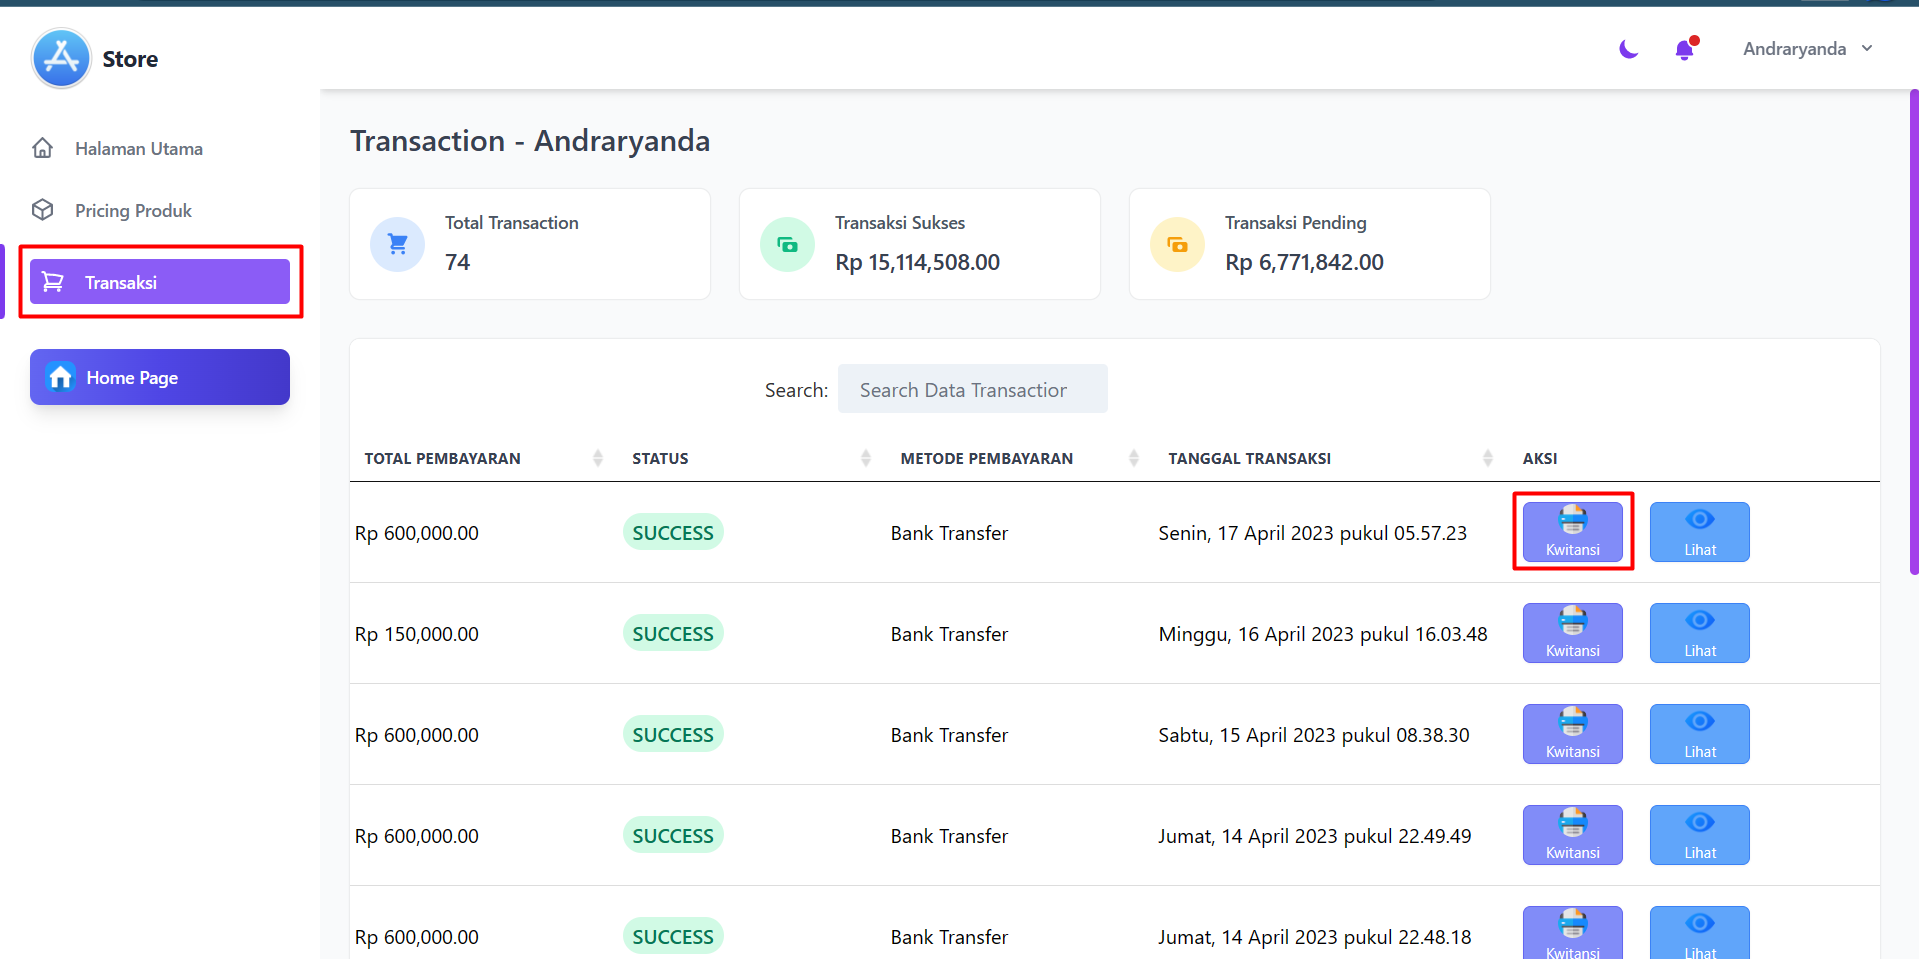 Store
Andraryanda
Halaman Utama
Pricing Produk
Transaksi
Home Page
Transaction - Andraryanda
Total Transaction
74
Transaksi Sukses
Rp 15,114,508.00
Transaksi Pending
Rp 6,771,842.00
Search: Search Data Transactior
TOTAL PEMBAYARAN STATUS METODE PEMBAYARAN TANGGAL TRANSAKSI AKSI
Rp 600,000.00 SUCCESS Bank Transfer Senin, 17 April 2023 pukul 05.57.23 Kwitansi Lihat
Rp 150,000.00 SUCCESS Bank Transfer Minggu, 16 April 2023 pukul 16.03.48 Kwitansi Lihat
Rp 600,000.00 SUCCESS Bank Transfer Sabtu, 15 April 2023 pukul 08.38.30 Kwitansi Lihat
Rp 600,000.00 SUCCESS Bank Transfer Jumat, 14 April 2023 pukul 22.49.49 Kwitansi Lihat
Rp 600,000.00 SUCCESS Bank Transfer Jumat, 14 April 2023 pukul 22.48.18 Kwitansi Lihat